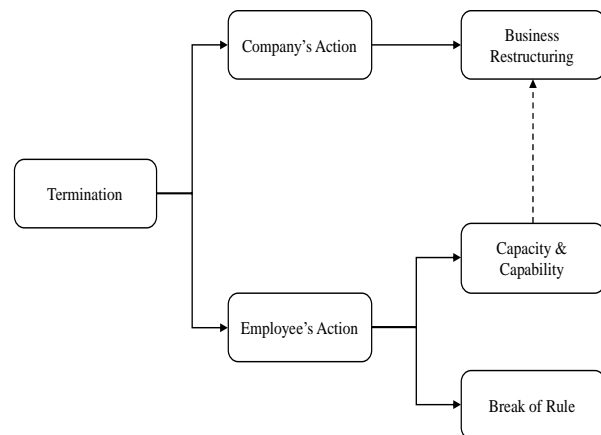 Company’s Action
Business
Restructuring
Termination
Capacity &
Capability
Employee’s Action
Break of Rule